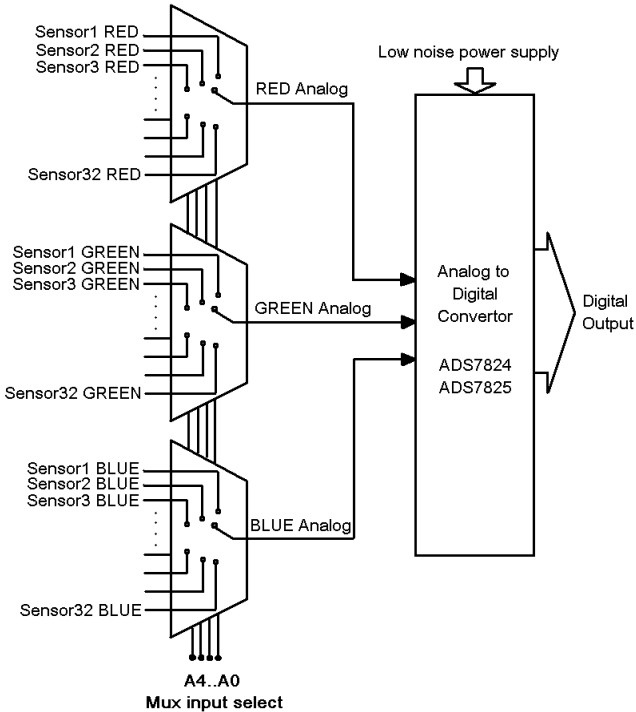 Sensor1 RED
Sensor2 RED
Sensor3 RED
Sensor32 RED
RED Analog
Low noise power supply
Sensor1 GREEN
Sensor2 GREEN
Sensor3 GREEN
Sensor32 GREEN
GREEN Analog
Analog to
Digital
Convertor
ADS7824
ADS7825
Digital
Output
Sensor1 BLUE
Sensor2 BLUE
Sensor3 BLUE
Sensor32 BLUE
BLUE Analog
A4..A0
Mux input select